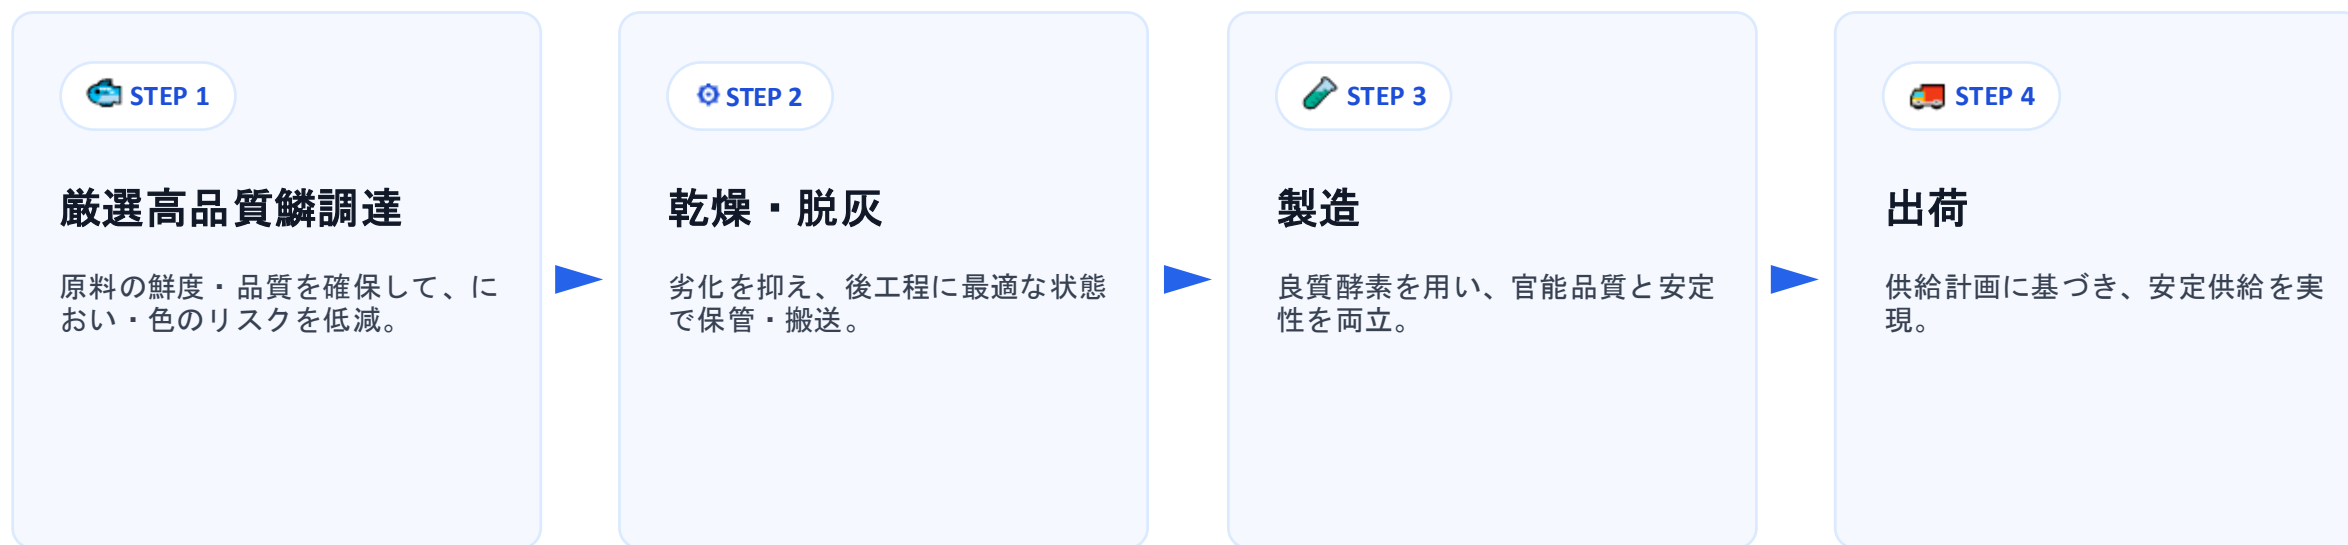 STEP 1
厳選高品質鱗調達
原料の鮮度・品質を確保して、に
おい・色のリスクを低減。
STEP 2
乾燥・脱灰
劣化を抑え、後工程に最適な状態
で保管・搬送。
STEP 3
製造
良質酵素を用い、官能品質と安定
性を両立。
STEP 4
出荷
供給計画に基づき、安定供給を実
現。